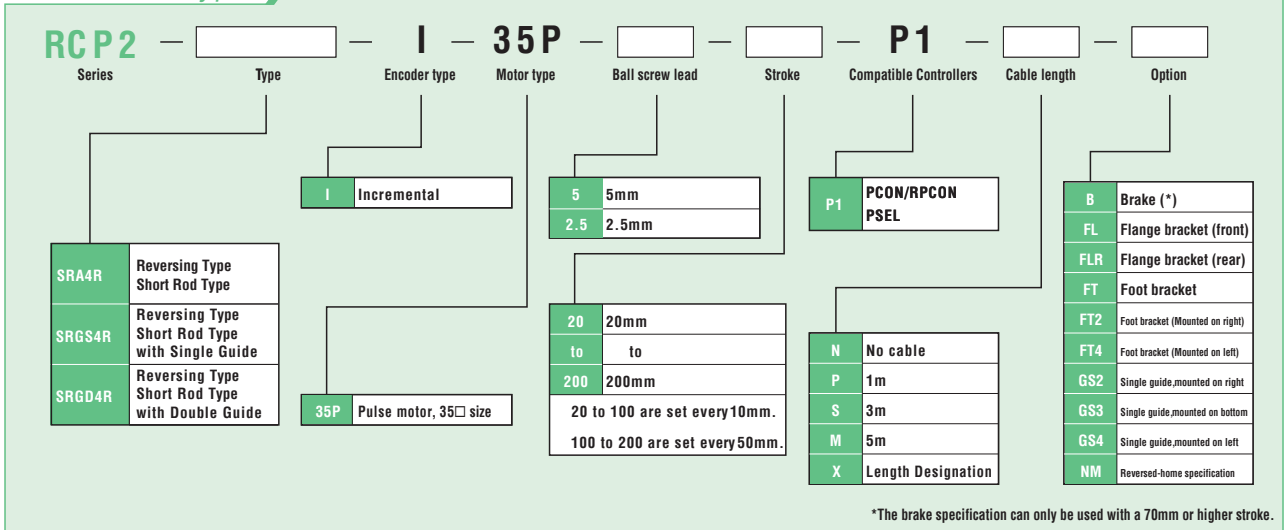 RCP2 — — I — 35P — — — P1 — —
Series Type Encoder type Motor type Ball screw lead Stroke Compatible Controllers Cable length Option
SRA4R Reversing Type
Short Rod Type
SRGS4R Reversing Type
Short Rod Type
with Single Guide
SRGD4R Reversing Type
Short Rod Type
with Double Guide
I Incremental
35P Pulse motor, 35□ size
5 5mm
2.5 2.5mm
20 20mm
to to
200 200mm
20 to 100 are set every10mm.
100 to 200 are set every50mm.
P1 PCON/RPCON
PSEL
N No cable
P 1m
S 3m
M 5m
X Length Designation
B Brake (*)
FL Flange bracket (front)
FLR Flange bracket (rear)
FT Foot bracket
FT2 Foot bracket (Mounted on right)
FT4 Foot bracket (Mounted on left)
GS2 Single guide,mounted on right
GS3 Single guide,mounted on bottom
GS4 Single guide,mounted on left
NM Reversed-home specification
*The brake specification can only be used with a 70mm or higher stroke.